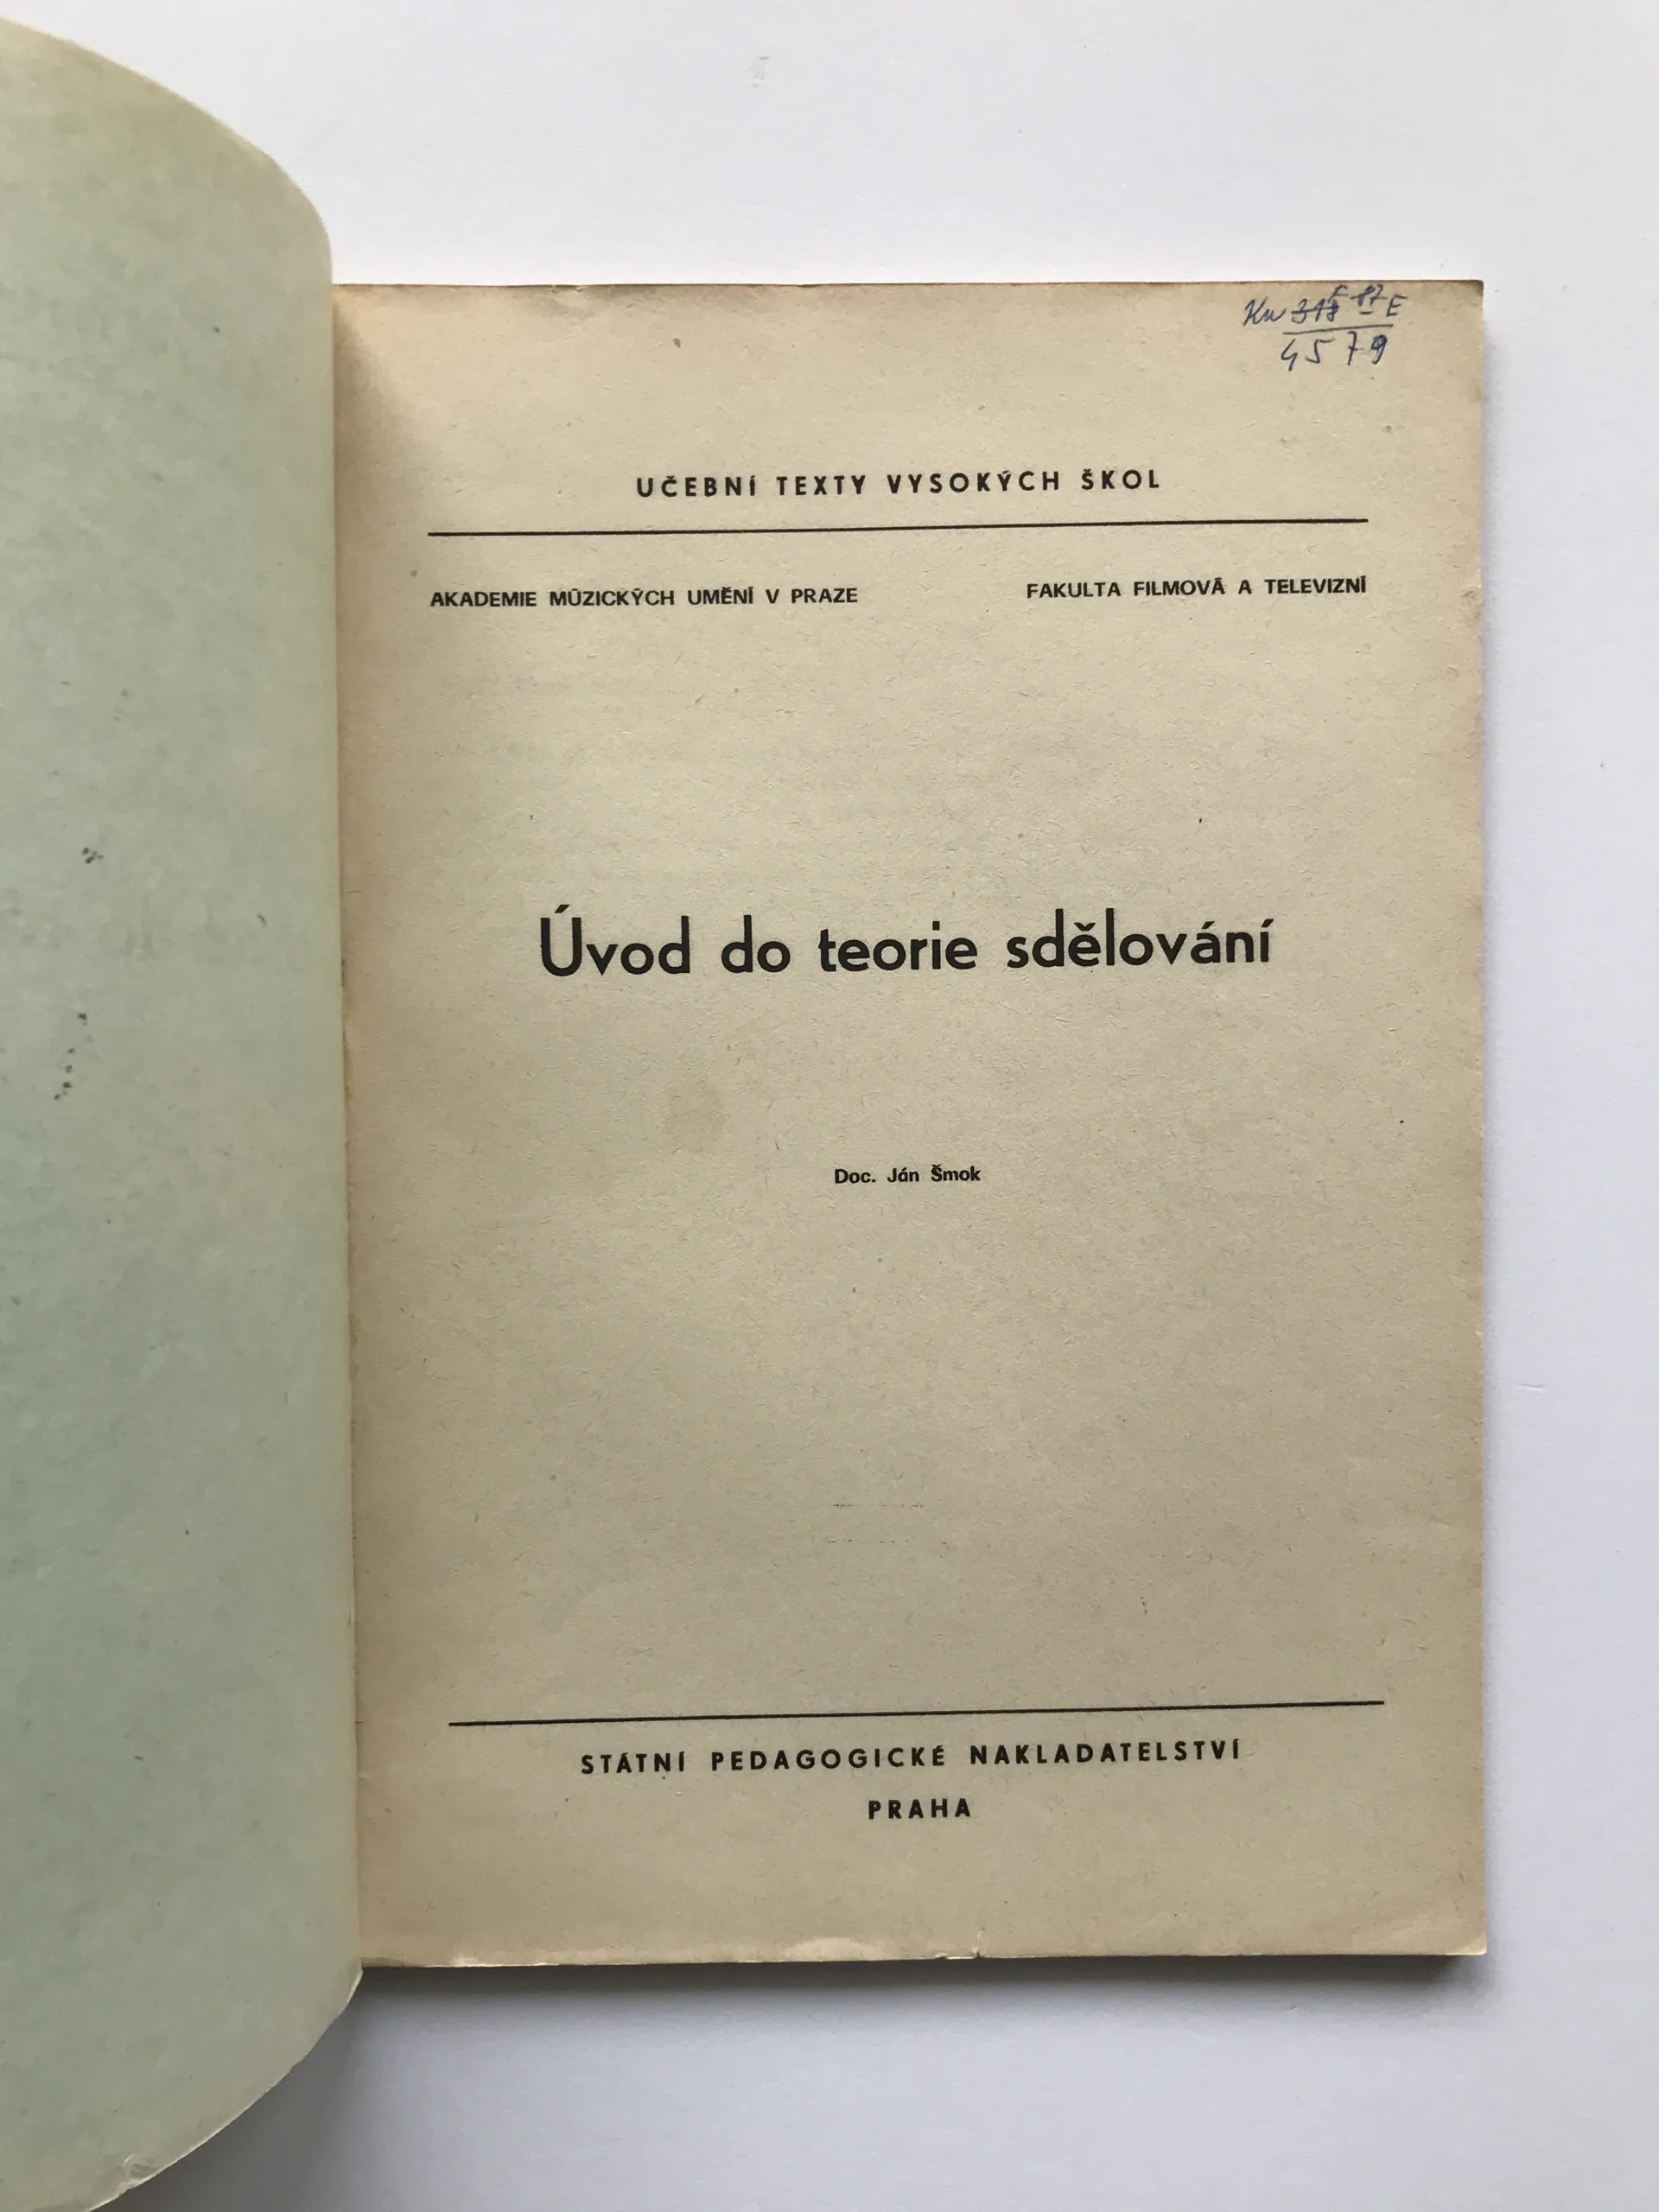 4579
UČEBNÍ TEXTY VYSOKÝCH ŠKOL
AKADEMIE MÚZICKÝCH UMĚNÍ V PRAZE FAKULTA FILMOVÁ A TELEVIZNÍ
Úvod do teorie sdělování
Doc. Ján Šmok
STÁTNÍ PEDAGOGICKÉ NAKLADATELSTVÍ
PRAHA